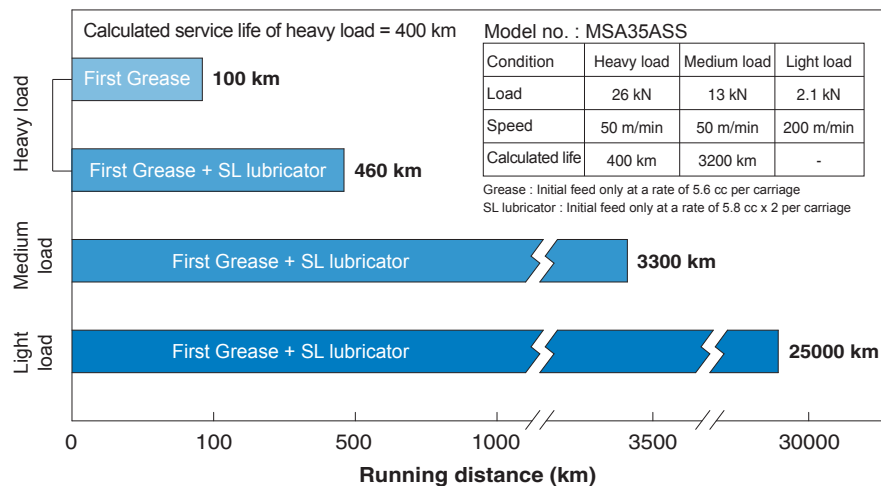 Calculated service life of heavy load = 400 km
Model no. : MSA35ASS
Condition Heavy load Medium load Light load
Load 26 kN 13 kN 2.1 kN
Speed 50 m/min 50 m/min 200 m/min
Calculated life 400 km 3200 km -
Grease : Initial feed only at a rate of 5.6 cc per carriage
SL lubricator : Initial feed only at a rate of 5.8 cc x 2 per carriage
Heavy load
First Grease 100 km
First Grease + SL lubricator 460 km
Medium
load
First Grease + SL lubricator 3300 km
Light
load
First Grease + SL lubricator 25000 km
0 100 500 1000 3500 30000
Running distance (km)